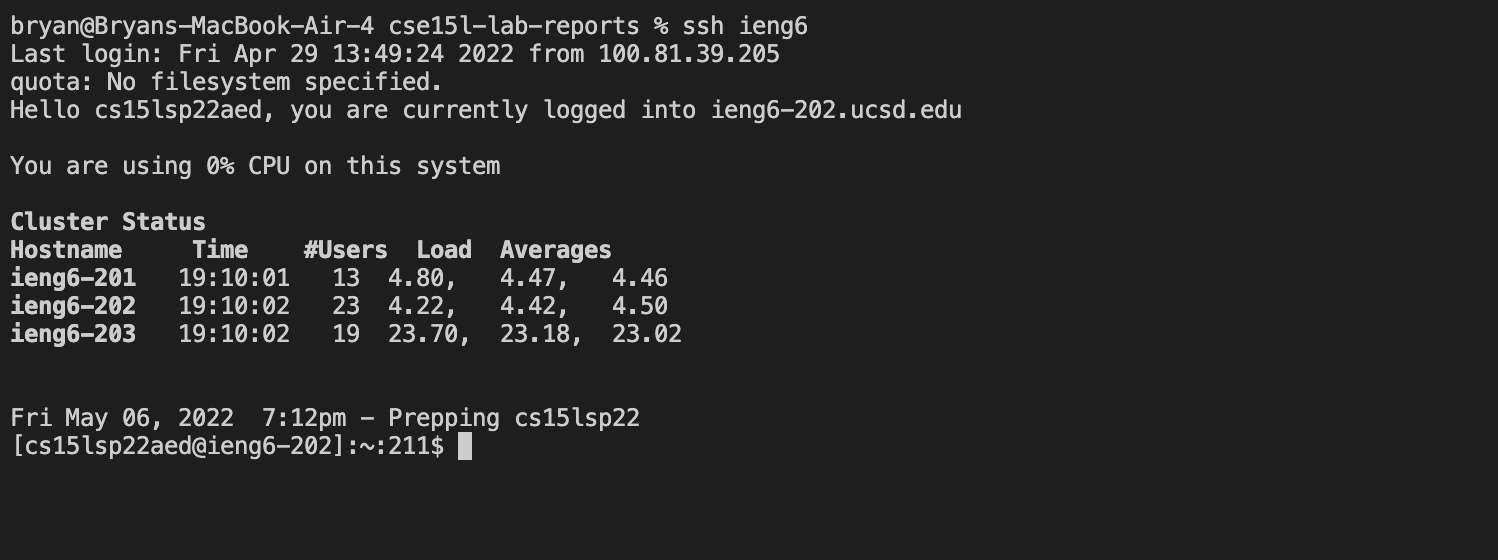 bryan@Bryans-MacBook-Air-4 cse15l-lab-reports % ssh ieng6
Last login: Fri Apr 29 13:49:24 2022 from 100.81.39.205
quota: No filesystem specified.
Hello cs15lsp22aed, you are currently logged into ieng6-202.ucsd.edu
You are using 0% CPU on this system
Cluster Status
Hostname     Time    #Users  Load  Averages
ieng6-201   19:10:01   13  4.80,   4.47,   4.46
ieng6-202   19:10:02   23  4.22,   4.42,   4.50
ieng6-203   19:10:02   19  23.70,  23.18,  23.02
Fri May 06, 2022  7:12pm - Prepping cs15lsp22
[cs15lsp22aed@ieng6-202]:~:211$